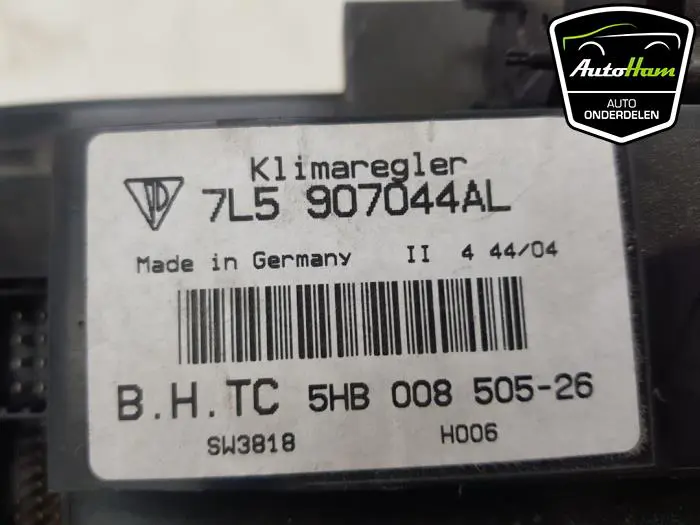 AutoHam
AUTO
ONDERDELEN
Klimaregler
7L5 907044AL
Made in Germany II 4 44/04
B.H.TC 5HB 008 505-26
SW3818 H006